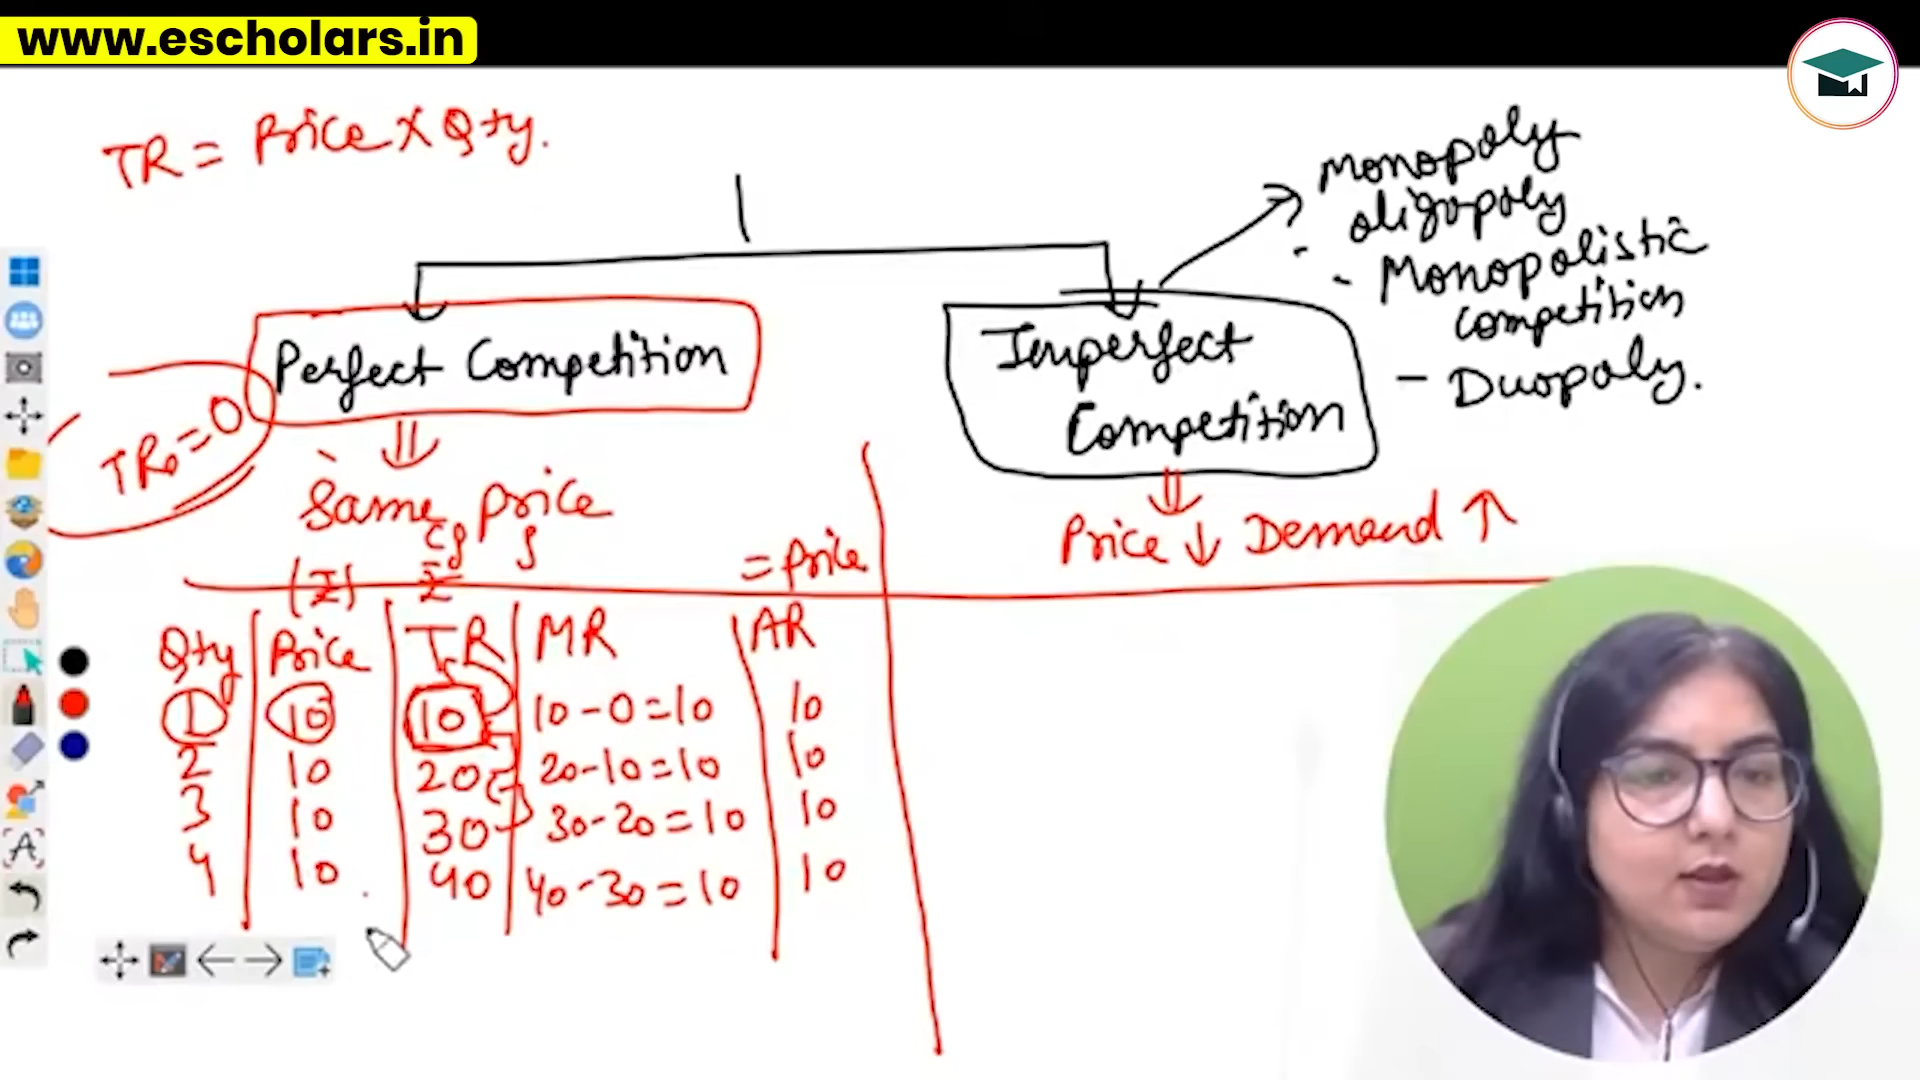 www.escholars.in
TR = Price X Qty.
Monopoly
oligopoly
- Monopolistic
competition
- Duopoly.
Perfect Competition
Imperfect
Competition
TR₀ = 0
Same Price
Price ↓ Demand ↑
= Price
Qty Price TR MR AR
1 10 10 10-0=10 10
2 10 20 20-10=10 10
3 10 30 30-20=10 10
4 10 40 40-30=10 10